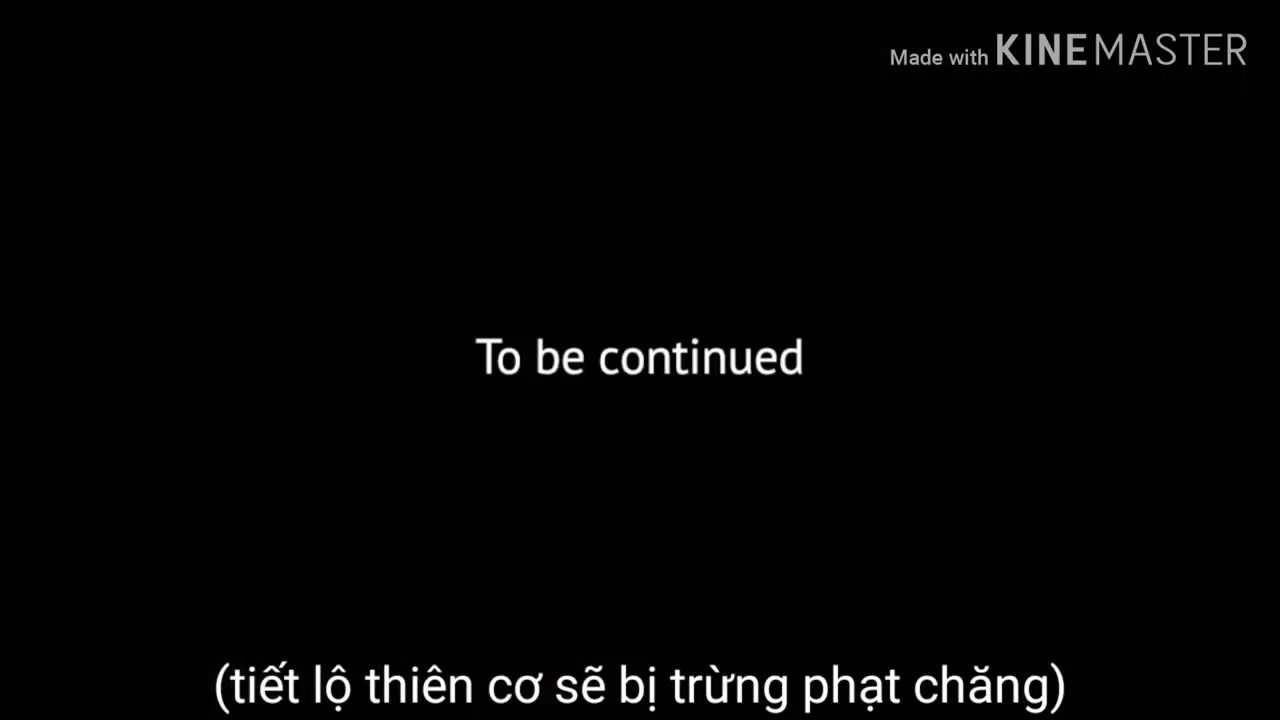 Made with KINEMASTER
To be continued
(tiết lộ thiên cơ sẽ bị trừng phạt chăng)